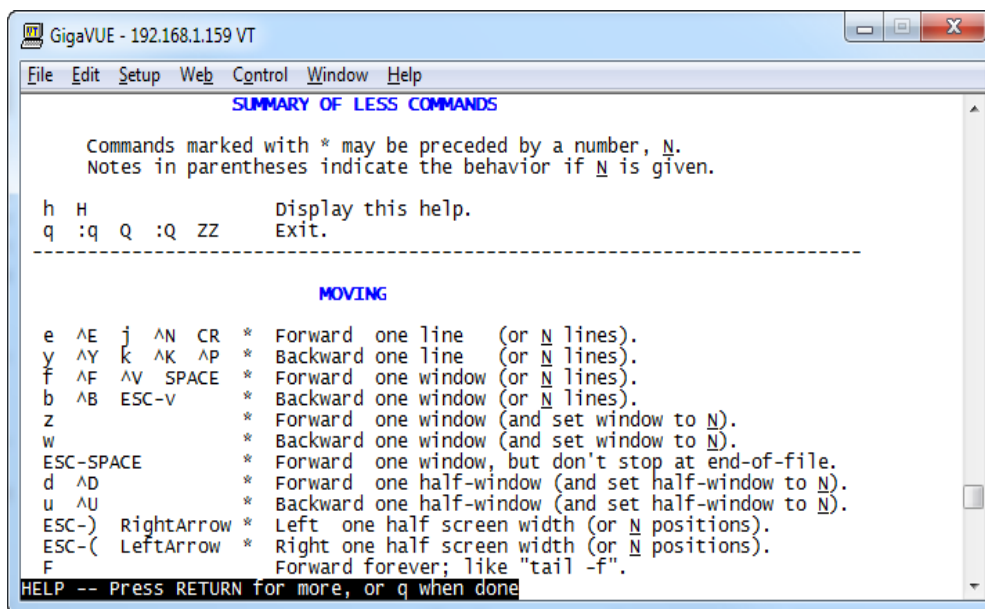 GigaVUE - 192.168.1.159 VT
File Edit Setup Web Control Window Help
SUMMARY OF LESS COMMANDS
Commands marked with * may be preceded by a number, N.
Notes in parentheses indicate the behavior if N is given.
h H Display this help.
q :q Q :Q ZZ Exit.
---------------------------------------------------------------------------
MOVING
e ^E j ^N CR * Forward one line (or N lines).
y ^Y k ^K ^P * Backward one line (or N lines).
f ^F ^V SPACE * Forward one window (or N lines).
b ^B ESC-v * Backward one window (or N lines).
z * Forward one window (and set window to N).
w * Backward one window (and set window to N).
ESC-SPACE * Forward one window, but don't stop at end-of-file.
d ^D * Forward one half-window (and set half-window to N).
u ^U * Backward one half-window (and set half-window to N).
ESC-) RightArrow * Left one half screen width (or N positions).
ESC-( LeftArrow * Right one half screen width (or N positions).
F Forward forever; like "tail -f".
HELP -- Press RETURN for more, or q when done